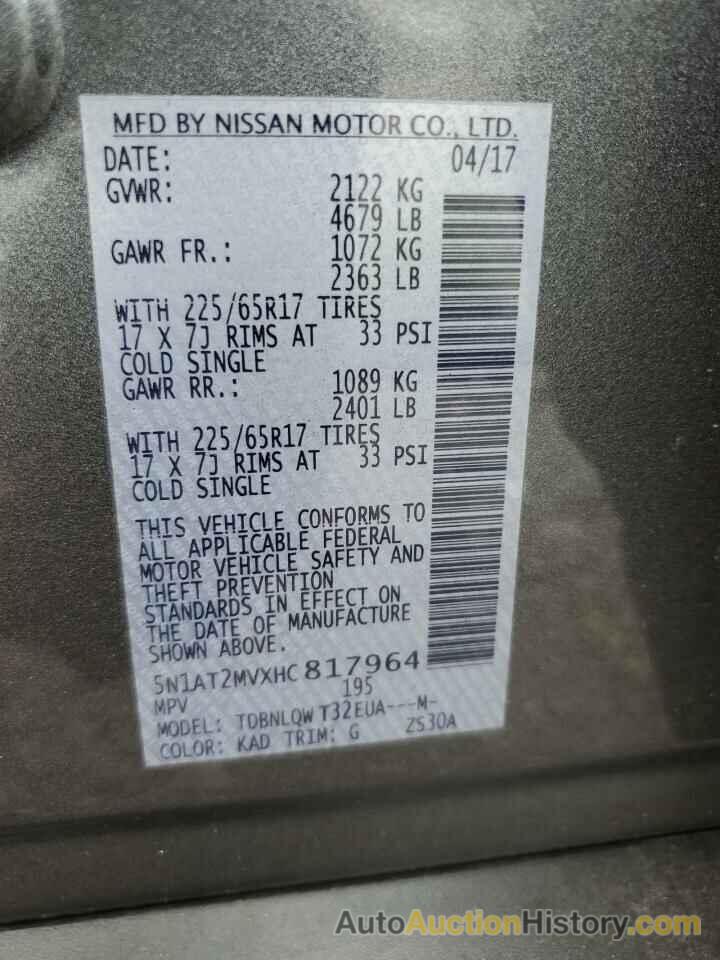 MFD BY NISSAN MOTOR CO., LTD.
DATE: 04/17
GVWR: 2122 KG
4679 LB
GAWR FR.: 1072 KG
2363 LB
WITH 225/65R17 TIRES
17 X 7J RIMS AT 33 PSI
COLD SINGLE
GAWR RR.: 1089 KG
2401 LB
WITH 225/65R17 TIRES
17 X 7J RIMS AT 33 PSI
COLD SINGLE
THIS VEHICLE CONFORMS TO
ALL APPLICABLE FEDERAL
MOTOR VEHICLE SAFETY AND
THEFT PREVENTION
STANDARDS IN EFFECT ON
THE DATE OF MANUFACTURE
SHOWN ABOVE.
5N1AT2MVXHC817964
MPV 195
MODEL: TDBNLQWT32EUA---M-
COLOR: KAD TRIM: G ZS30A
AutoAuctionHistory.com